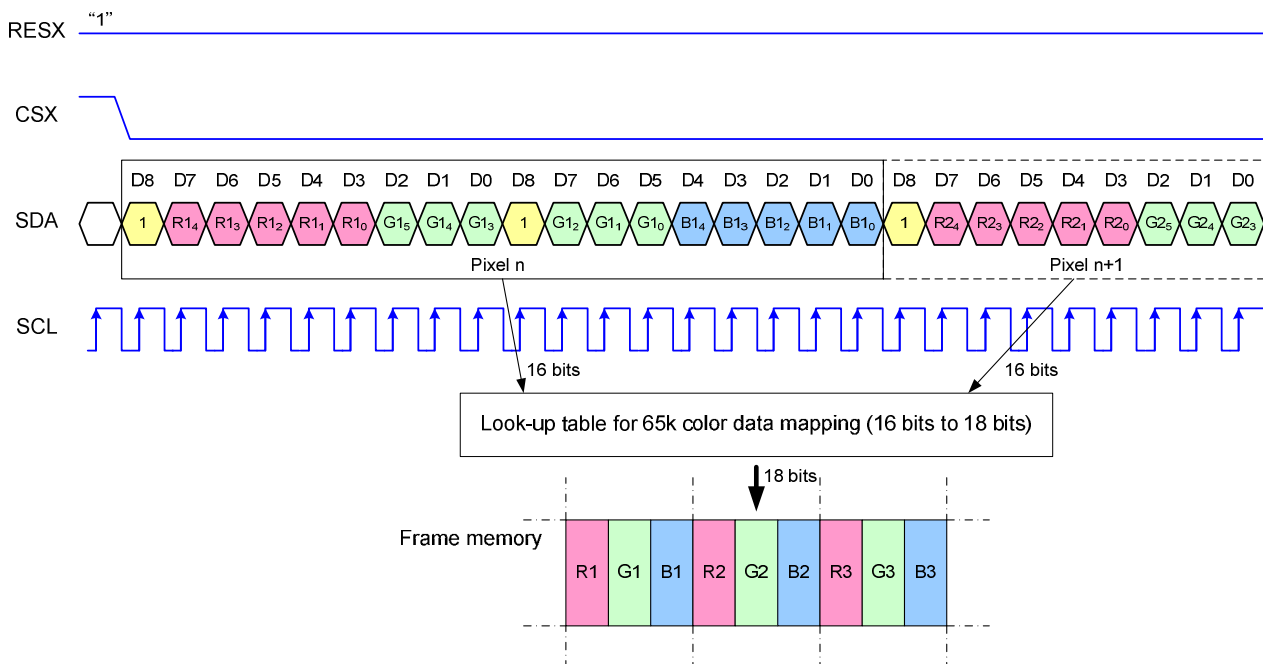 RESX “1”
CSX
D8 D7 D6 D5 D4 D3 D2 D1 D0 D8 D7 D6 D5 D4 D3 D2 D1 D0 D8 D7 D6 D5 D4 D3 D2 D1 D0
SDA 1 R1₄ R1₃ R1₂ R1₁ R1₀ G1₅ G1₄ G1₃ 1 G1₂ G1₁ G1₀ B1₄ B1₃ B1₂ B1₁ B1₀ 1 R2₄ R2₃ R2₂ R2₁ R2₀ G2₅ G2₄ G2₃
Pixel n Pixel n+1
SCL
16 bits 16 bits
Look-up table for 65k color data mapping (16 bits to 18 bits)
18 bits
Frame memory
R1 G1 B1 R2 G2 B2 R3 G3 B3